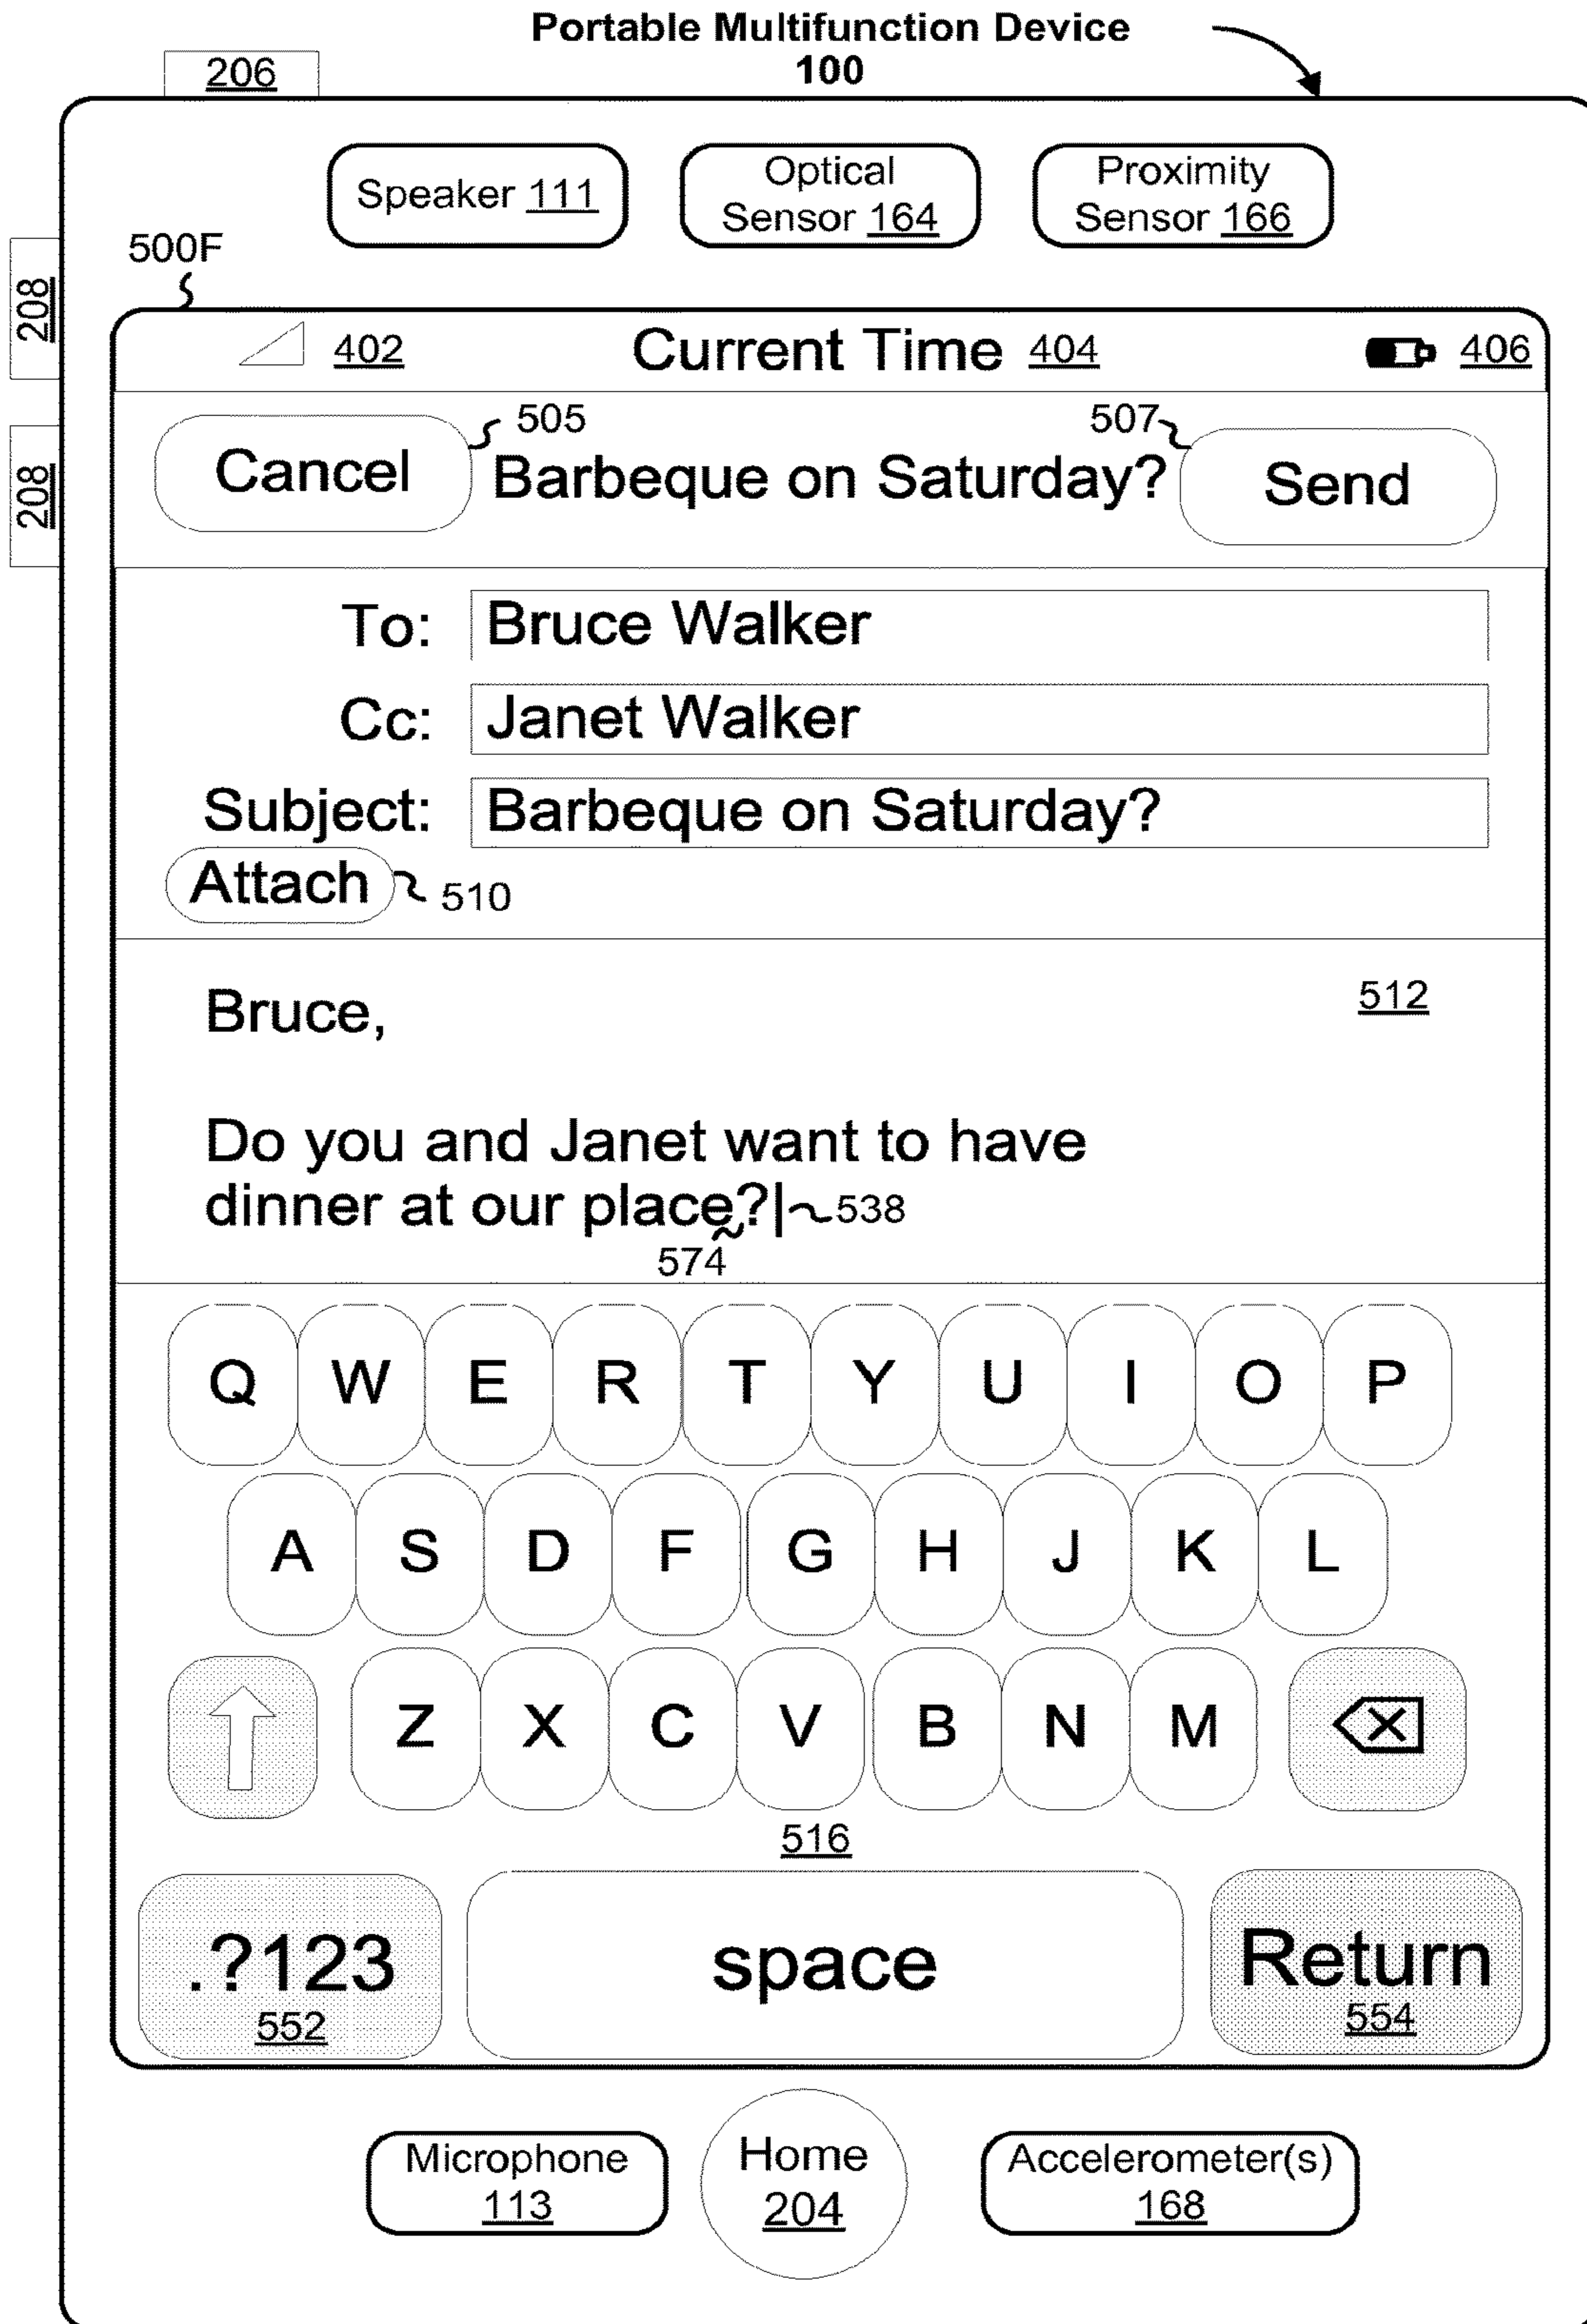 Portable Multifunction Device
100
206
Speaker 111
Optical
Sensor 164
Proximity
Sensor 166
500F
208
208
402
Current Time 404
406
Cancel
505
Barbeque on Saturday?
507
Send
To:
Bruce Walker
Cc:
Janet Walker
Subject:
Barbeque on Saturday?
Attach
510
Bruce,
512
Do you and Janet want to have
dinner at our place?|
538
574
Q W E R T Y U I O P
A S D F G H J K L
Z X C V B N M
516
.?123
552
space
Return
554
Microphone
113
Home
204
Accelerometer(s)
168